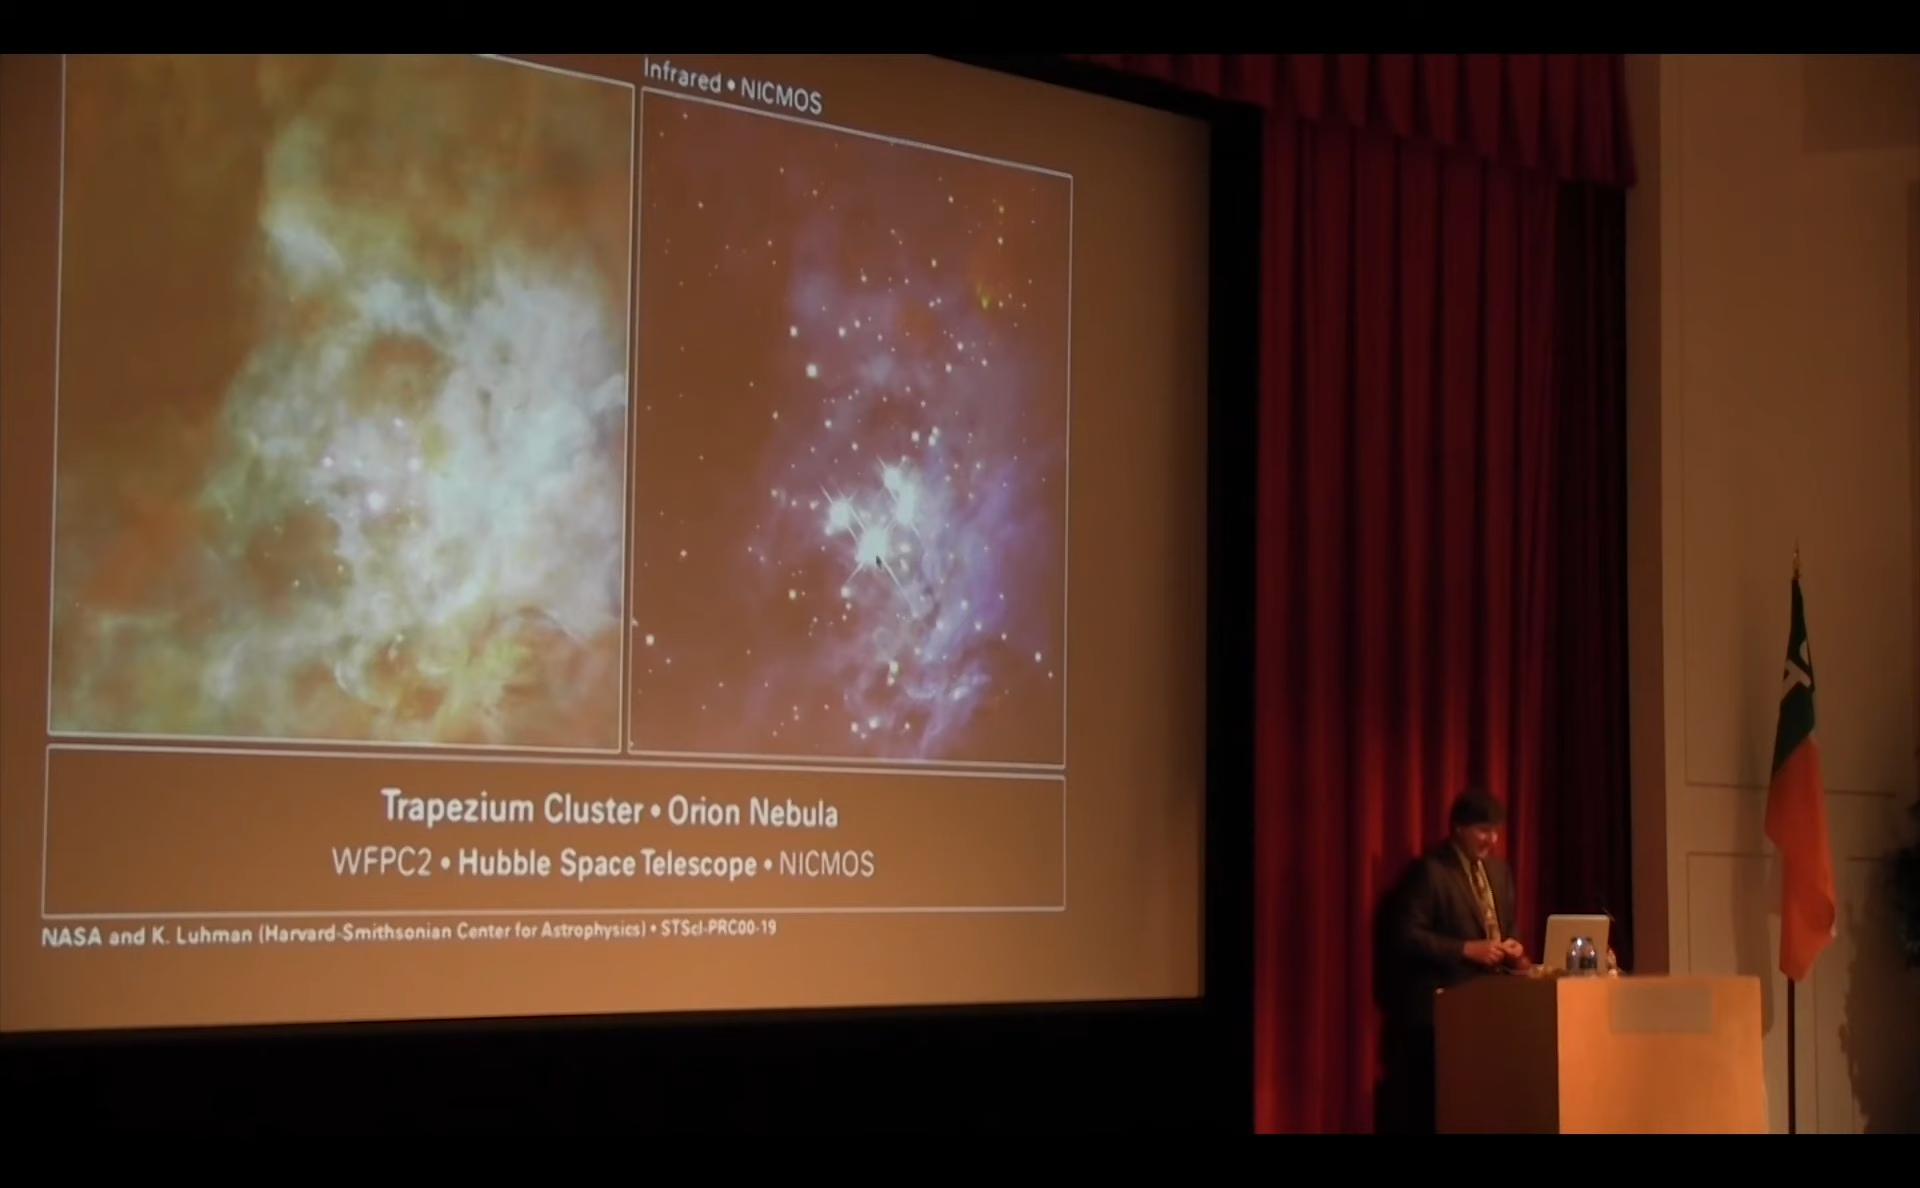 Infrared • NICMOS
Trapezium Cluster • Orion Nebula
WFPC2 • Hubble Space Telescope • NICMOS
NASA and K. Luhman (Harvard-Smithsonian Center for Astrophysics) • STScI-PRC00-19